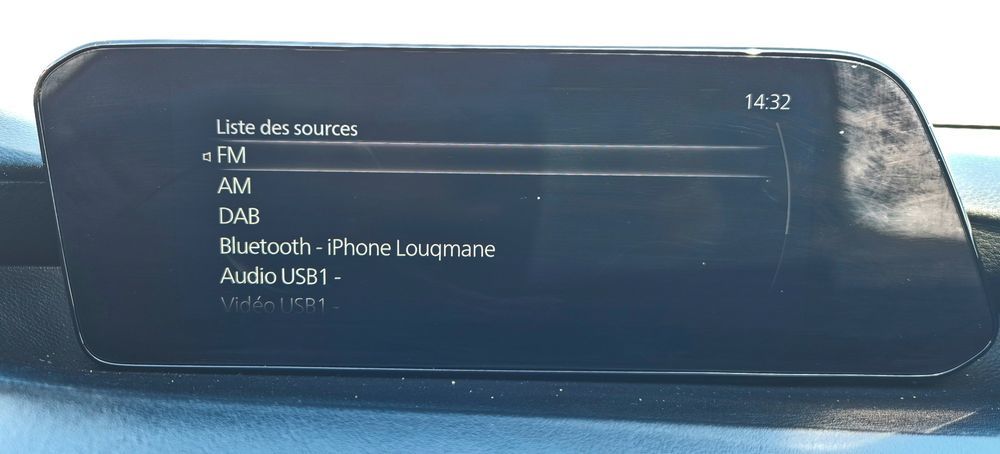 14:32
Liste des sources
FM
AM
DAB
Bluetooth - iPhone Louqmane
Audio USB1 -
Vidéo USB1 -